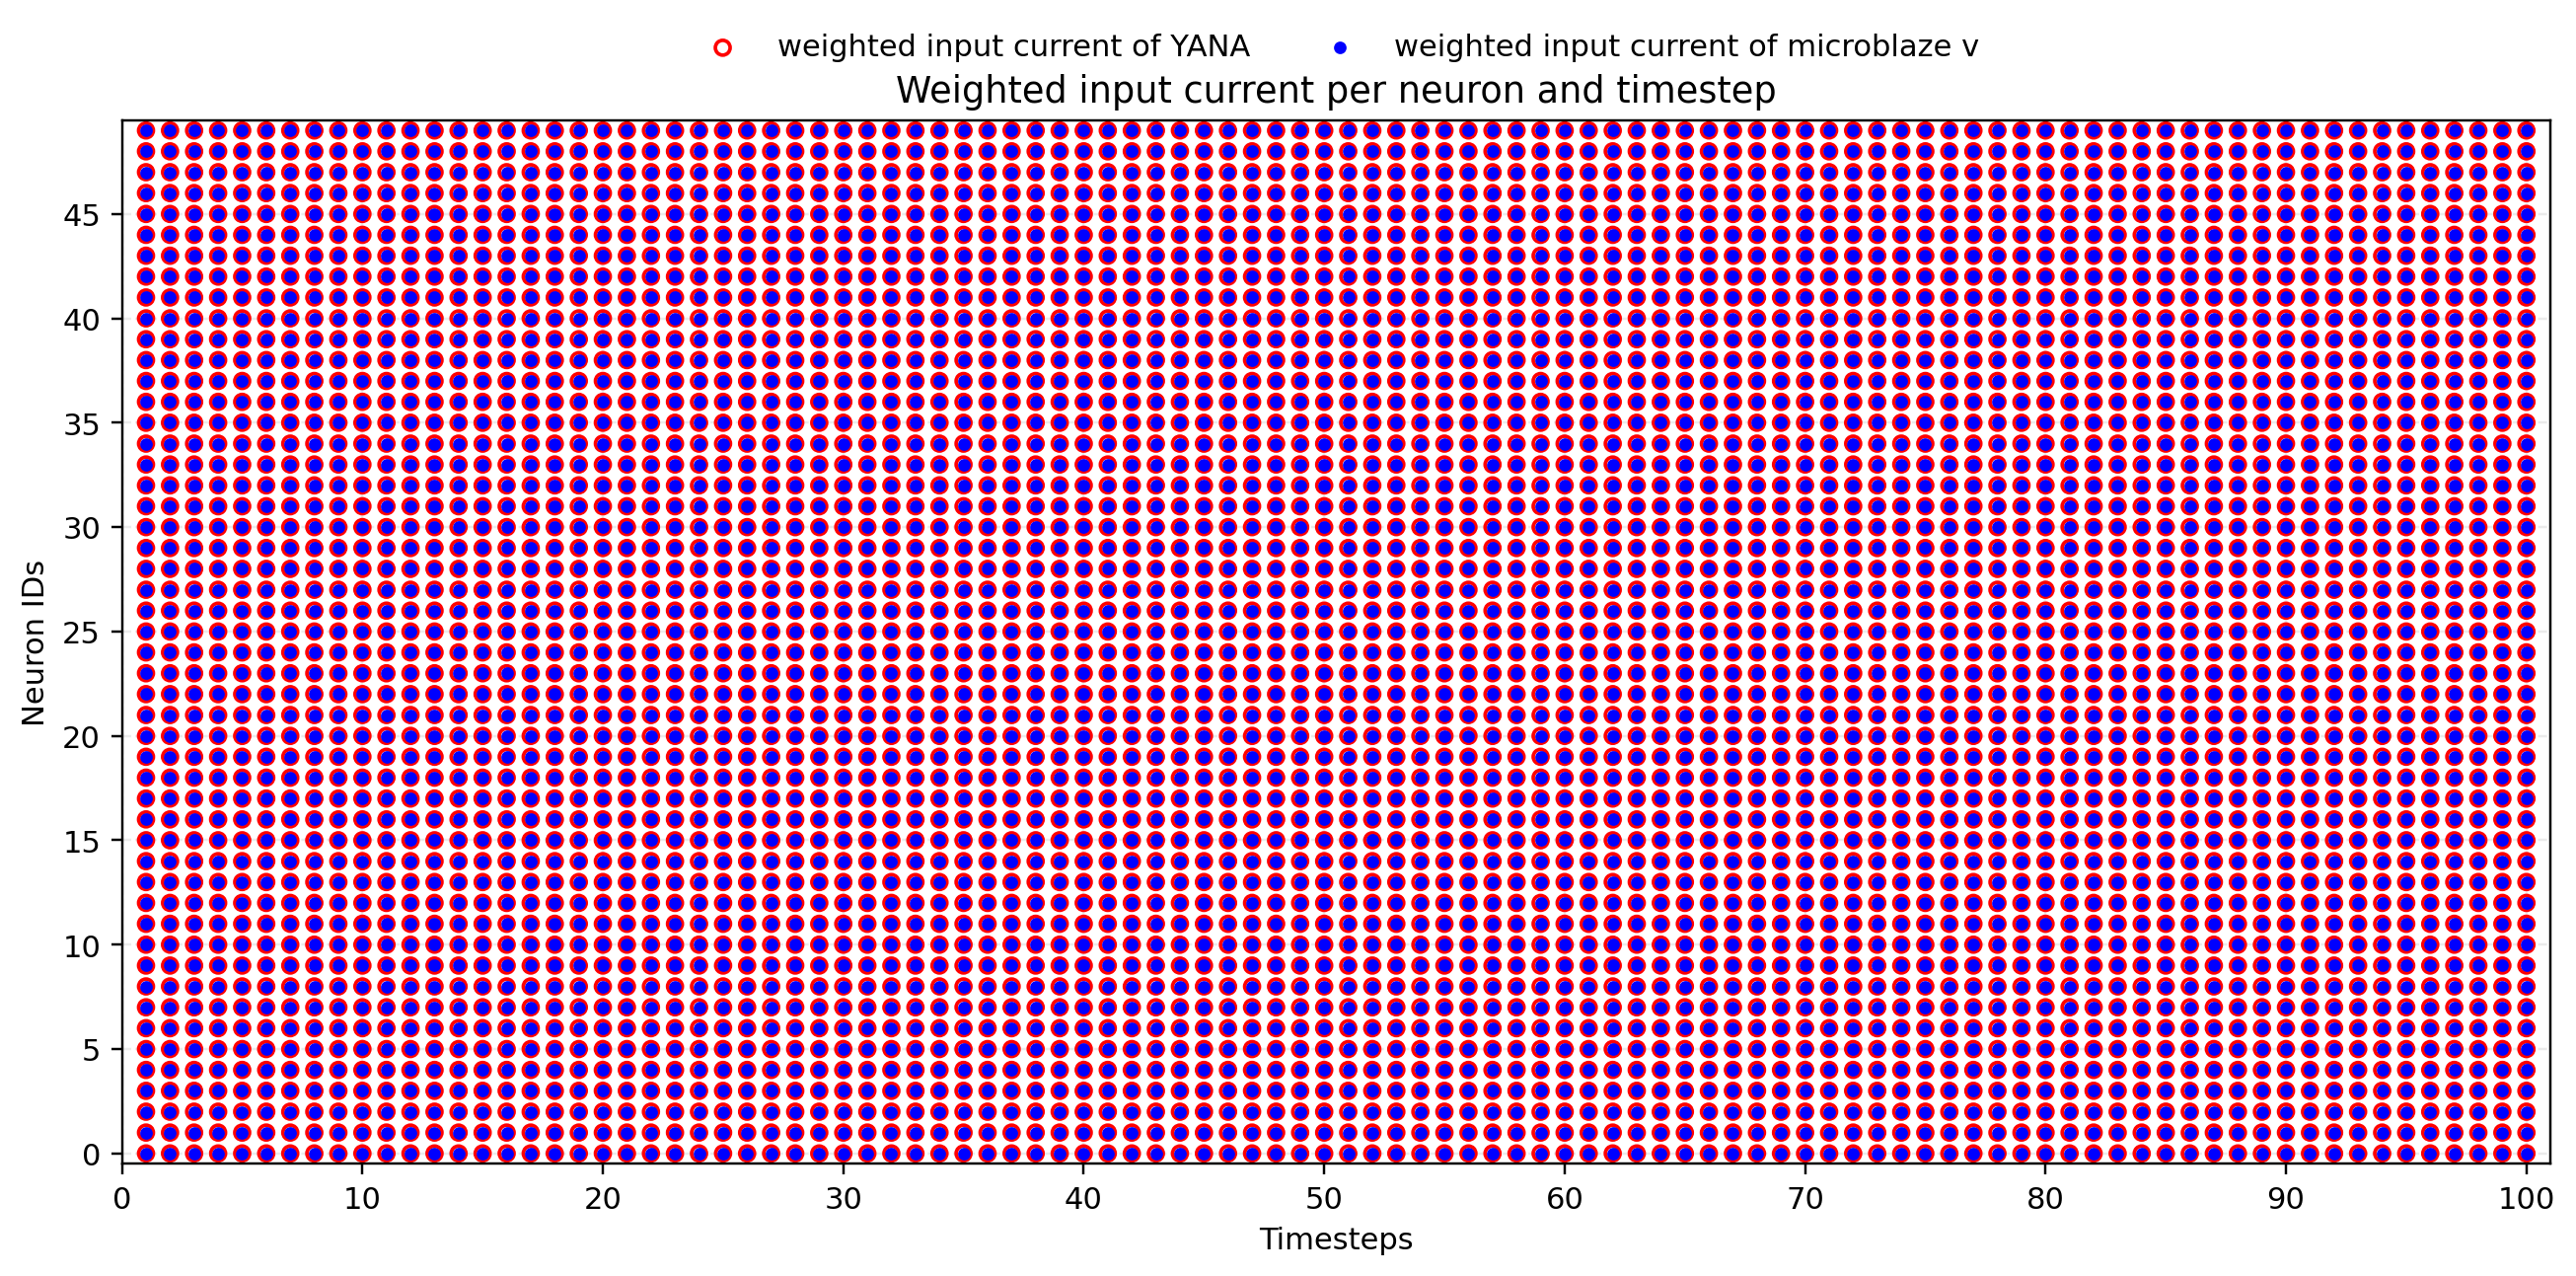 weighted input current of YANA weighted input current of microblaze v
Weighted input current per neuron and timestep
45
40
35
30
25
20
15
10
5
0
Neuron IDs
0 10 20 30 40 50 60 70 80 90 100
Timesteps